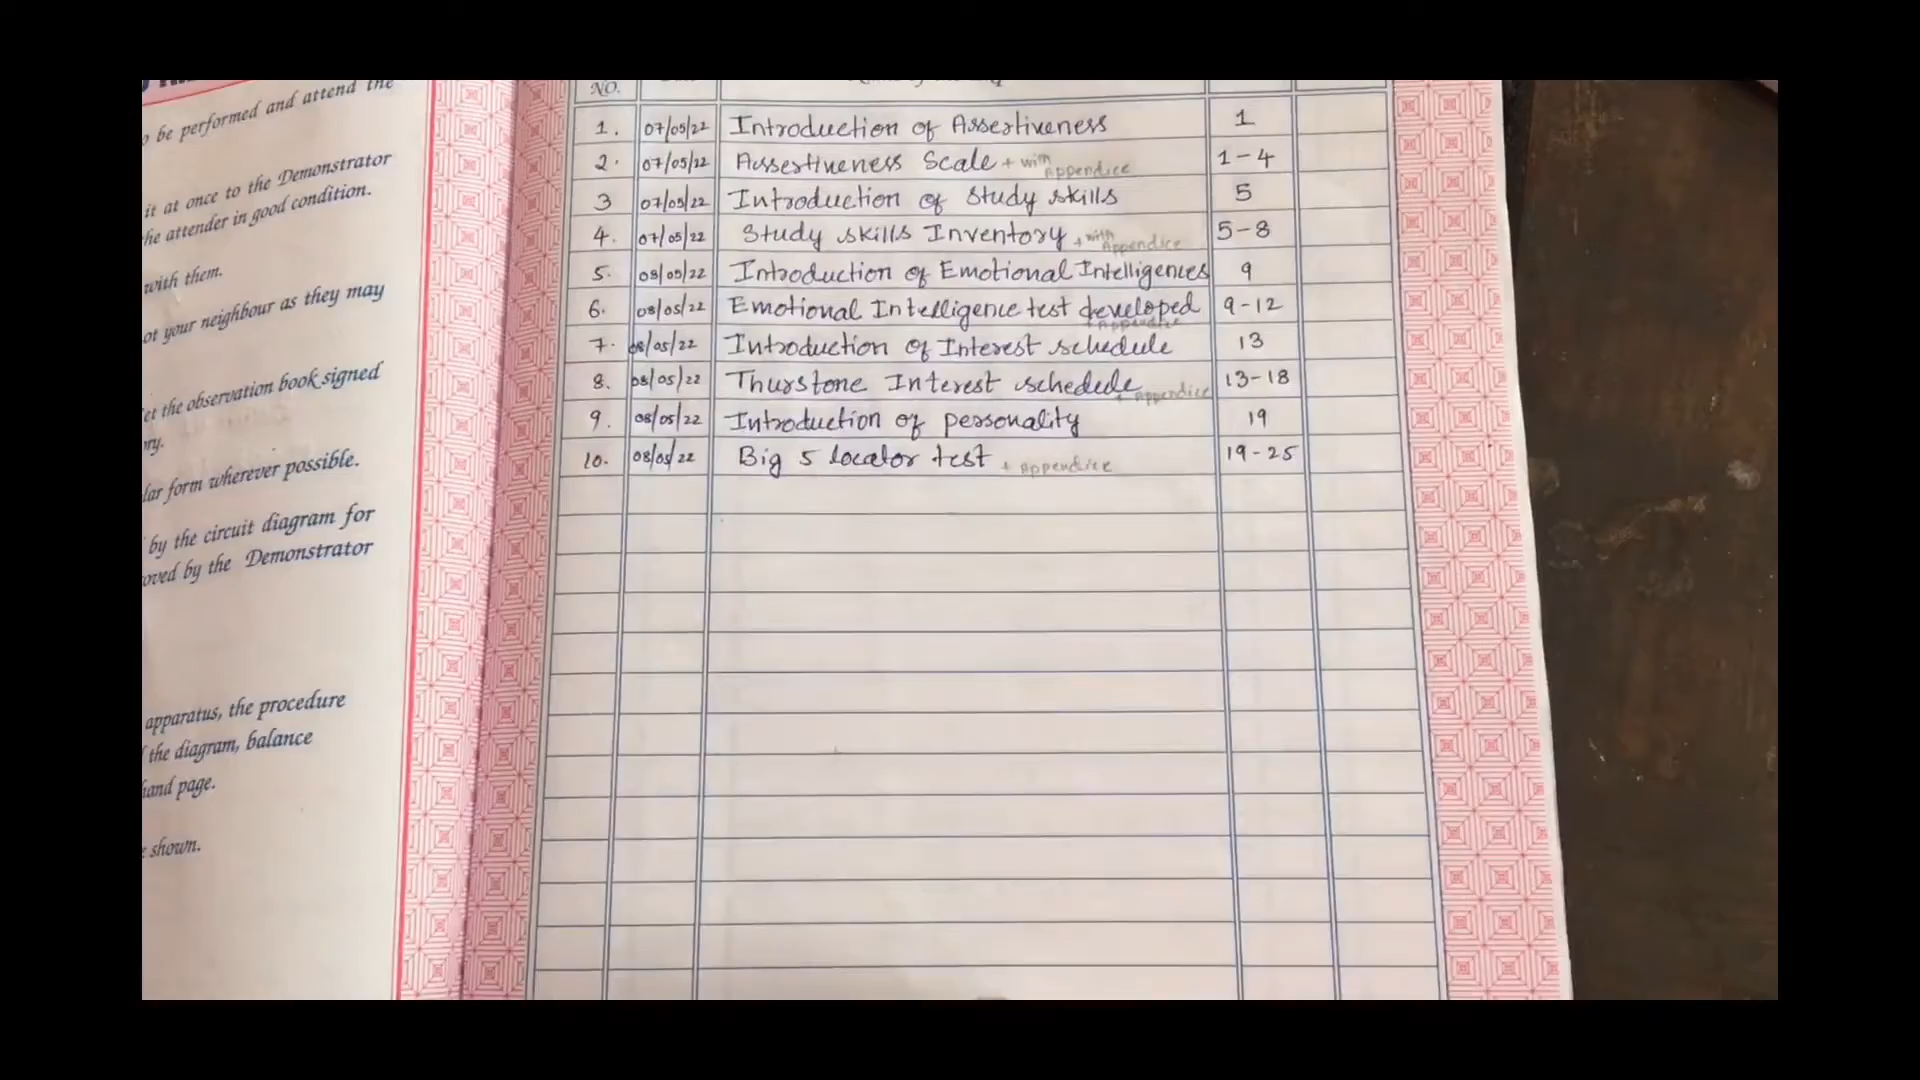 o be performed and attend the
it at once to the Demonstrator
he attender in good condition.
with them.
ot your neighbour as they may
et the observation book signed
ry.
lar form wherever possible.
by the circuit diagram for
oved by the Demonstrator
apparatus, the procedure
the diagram, balance
hand page.
shown.
NO.
1. 07/05/22 Introduction of Assertiveness 1
2. 07/05/22 Assertiveness Scale + with Appendice 1-4
3 07/05/22 Introduction of Study skills 5
4. 07/05/22 Study skills Inventory + with Appendice 5-8
5. 08/05/22 Introduction of Emotional Intelligences 9
6. 08/05/22 Emotional Intelligence test developed + Appendice 9-12
7. 08/05/22 Introduction of Interest schedule 13
8. 08/05/22 Thurstone Interest schedule + Appendice 13-18
9. 08/05/22 Introduction of personality 19
10. 08/05/22 Big 5 locator test + Appendice 19-25